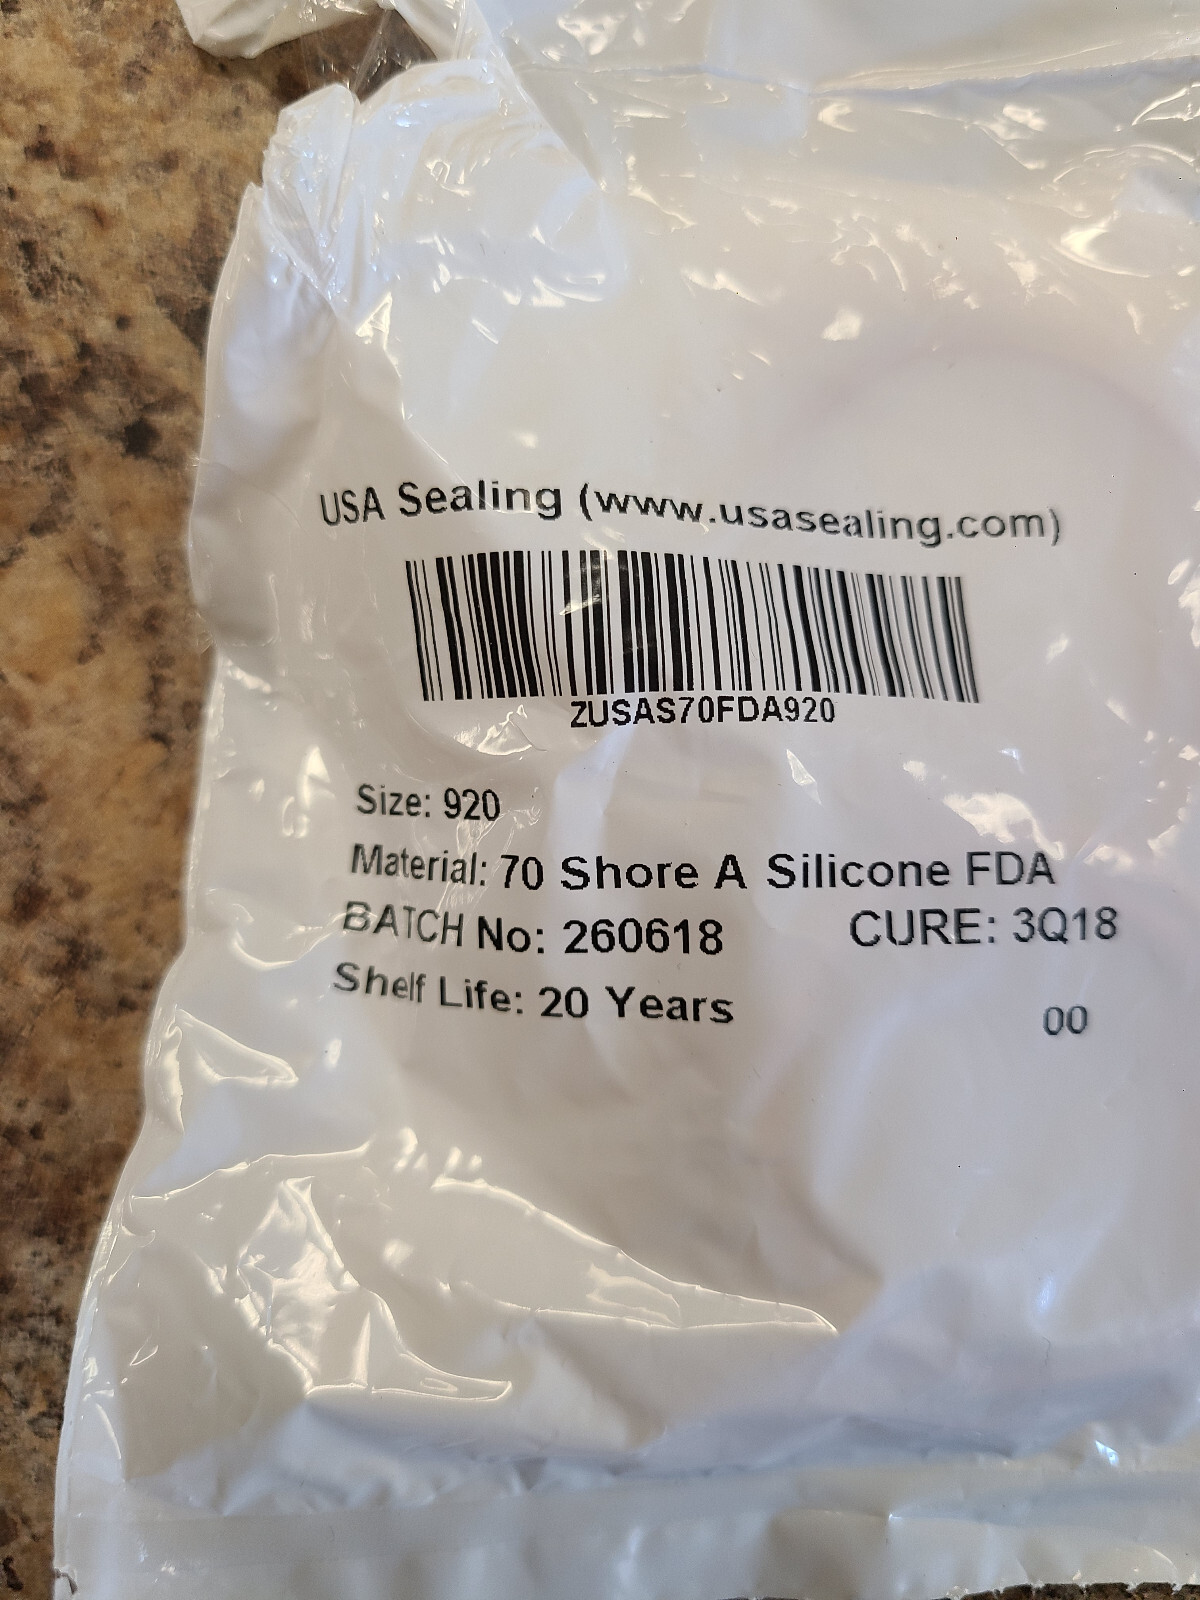 USA Sealing (www.usasealing.com)
ZUSAS70FDA920
Size: 920
Material: 70 Shore A Silicone FDA
BATCH No: 260618 CURE: 3Q18
Shelf Life: 20 Years
00